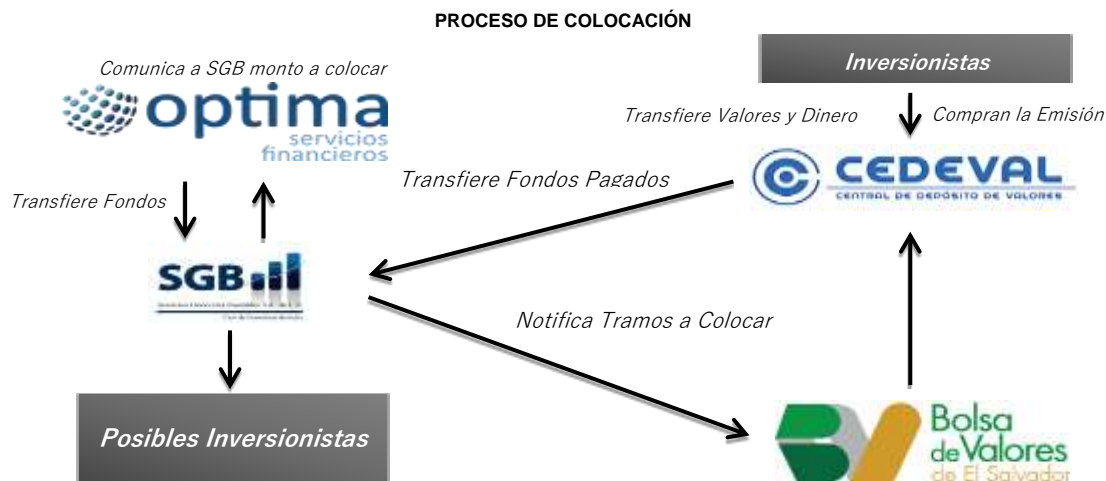 PROCESO DE COLOCACIÓN
Comunica a SGB monto a colocar
optima
servicios
financieros
Inversionistas
Transfiere Valores y Dinero
Compran la Emisión
CEDEVAL
CENTRAL DE DEPÓSITO DE VALORES
Transfiere Fondos Pagados
Transfiere Fondos
SGB
Notifica Tramos a Colocar
Posibles Inversionistas
Bolsa
de Valores
de El Salvador